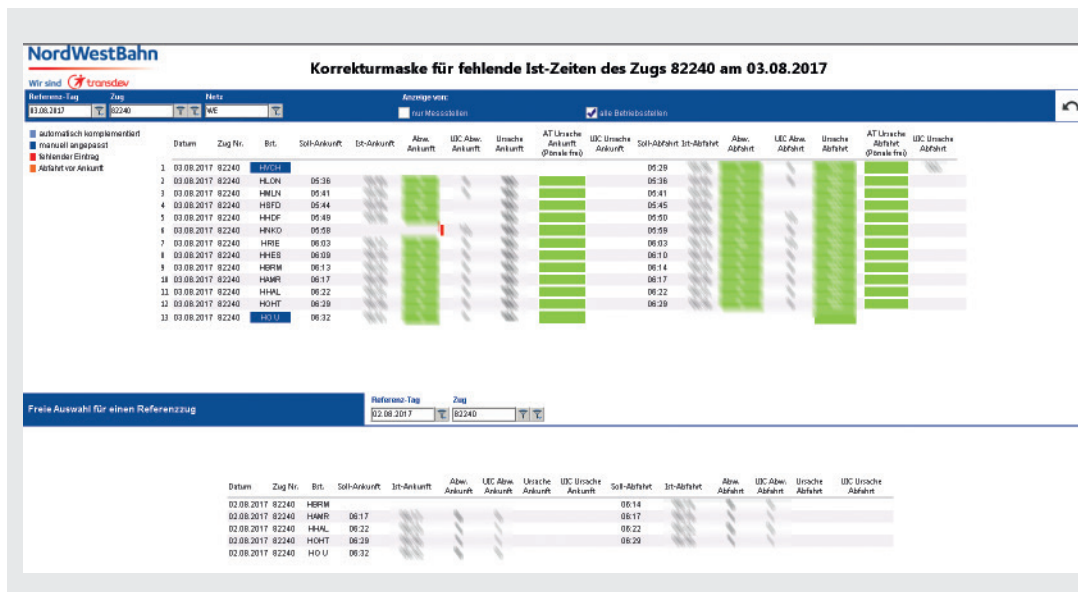 NordWestBahn
Wir sind transdev
Korrekturmaske für fehlende Ist-Zeiten des Zugs 82240 am 03.08.2017
Referenz-Tag Zug Netz Anzeige von:
03.08.2017 82240 WE nur Messstellen alle Betriebsstellen
automatisch komplementiert
manuell angepasst
fehlender Eintrag
Abfahrt vor Ankunft
Datum Zug Nr. Bst. Soll-Ankunft Ist-Ankunft Abw. Ankunft UIC Abw. Ankunft Ursache Ankunft AT Ursache Ankunft (Pönale frei) UIC Ursache Ankunft Soll-Abfahrt Ist-Abfahrt Abw. Abfahrt UIC Abw. Abfahrt Ursache Abfahrt AT Ursache Abfahrt (Pönale frei) UIC Ursache Abfahrt
1 03.08.2017 82240 HVCH 05:29
2 03.08.2017 82240 HLON 05:36 05:36
3 03.08.2017 82240 HMLN 05:41 05:41
4 03.08.2017 82240 HSFD 05:44 05:45
5 03.08.2017 82240 HHDF 05:49 05:50
6 03.08.2017 82240 HNKO 05:58 05:59
7 03.08.2017 82240 HRIE 06:03 06:03
8 03.08.2017 82240 HHES 06:09 06:10
9 03.08.2017 82240 HBRM 06:13 06:14
10 03.08.2017 82240 HAMR 06:17 06:17
11 03.08.2017 82240 HHAL 06:22 06:22
12 03.08.2017 82240 HOHT 06:29 06:29
13 03.08.2017 82240 HO U 06:32
Referenz-Tag Zug
Freie Auswahl für einen Referenzzug 02.08.2017 82240
Datum Zug Nr. Bst. Soll-Ankunft Ist-Ankunft Abw. Ankunft UIC Abw. Ankunft Ursache Ankunft UIC Ursache Ankunft Soll-Abfahrt Ist-Abfahrt Abw. Abfahrt UIC Abw. Abfahrt Ursache Abfahrt UIC Ursache Abfahrt
02.08.2017 82240 HBRM 06:14
02.08.2017 82240 HAMR 06:17 06:17
02.08.2017 82240 HHAL 06:22 06:22
02.08.2017 82240 HOHT 06:29 06:29
02.08.2017 82240 HO U 06:32